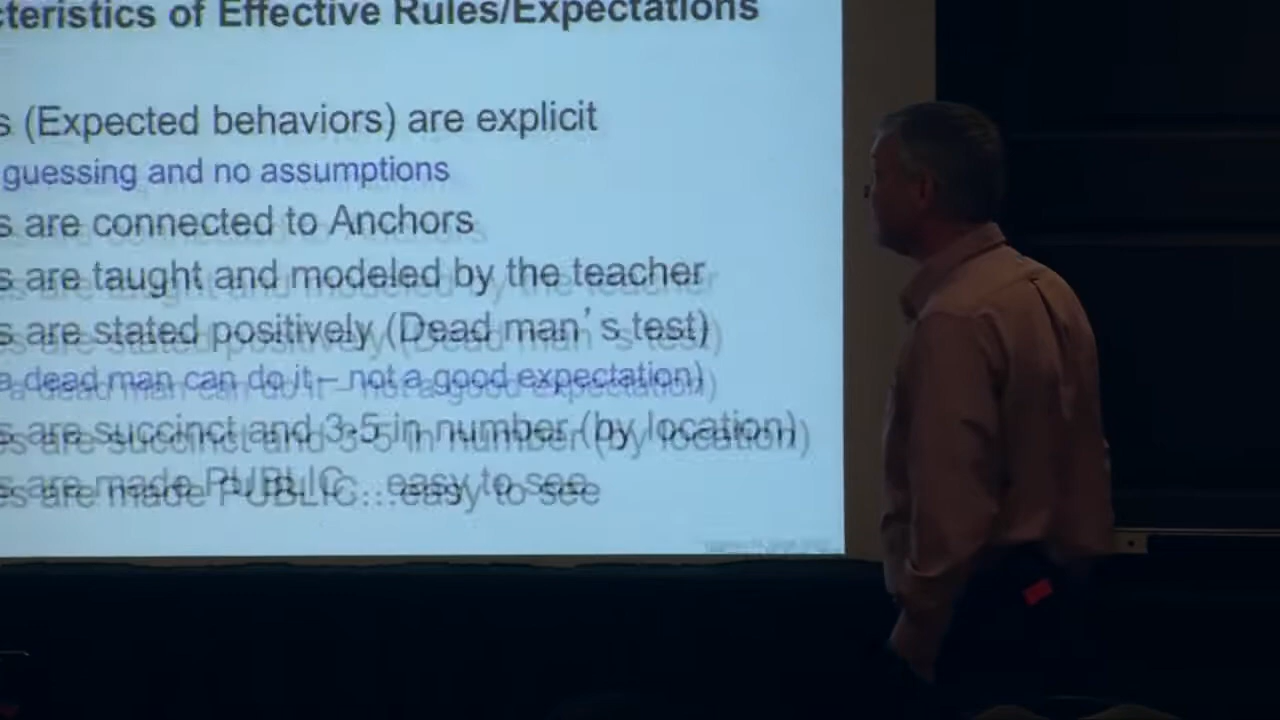 cteristics of Effective Rules/Expectations
s (Expected behaviors) are explicit
guessing and no assumptions
s are connected to Anchors
s are taught and modeled by the teacher
s are stated positively (Dead man's test)
a dead man can do it – not a good expectation)
s are succinct and 3-5 in number (by location)
es are made PUBLIC...easy to see